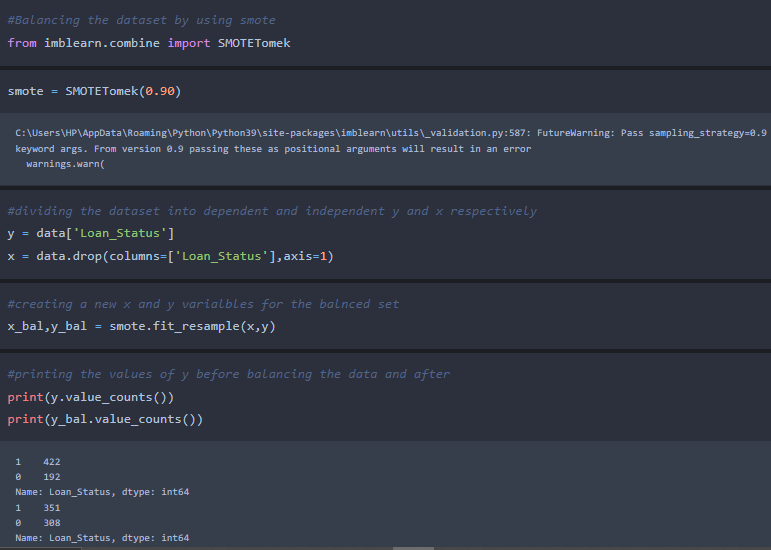 #Balancing the dataset by using smote
from imblearn.combine import SMOTETomek
smote = SMOTETomek(0.90)
C:\Users\HP\AppData\Roaming\Python\Python39\site-packages\imblearn\utils\_validation.py:587: FutureWarning: Pass sampling_strategy=0.9
keyword args. From version 0.9 passing these as positional arguments will result in an error
  warnings.warn(
#dividing the dataset into dependent and independent y and x respectively
y = data['Loan_Status']
x = data.drop(columns=['Loan_Status'],axis=1)
#creating a new x and y varialbles for the balnced set
x_bal,y_bal = smote.fit_resample(x,y)
#printing the values of y before balancing the data and after
print(y.value_counts())
print(y_bal.value_counts())
1    422
0    192
Name: Loan_Status, dtype: int64
1    351
0    308
Name: Loan_Status, dtype: int64